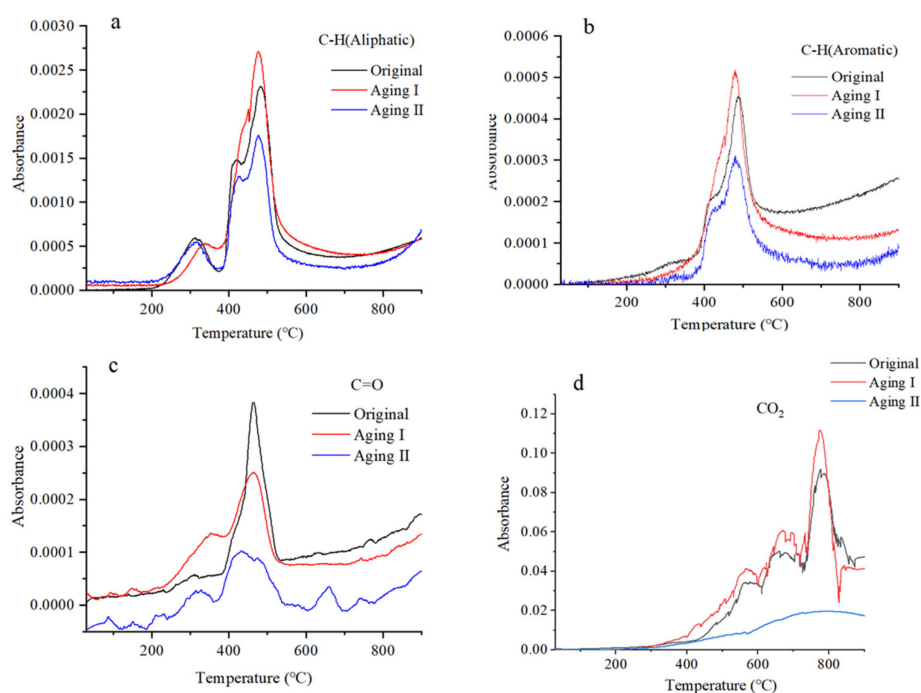 a
C-H(Aliphatic)
Original
Aging I
Aging II
0.0030
0.0025
0.0020
0.0015
0.0010
0.0005
0.0000
Absorbance
200 400 600 800
Temperature (°C)
b
C-H(Aromatic)
Original
Aging I
Aging II
0.0006
0.0005
0.0004
0.0003
0.0002
0.0001
0.0000
Absorbance
200 400 600 800
Temperature (°C)
c
C=O
Original
Aging I
Aging II
0.0004
0.0003
0.0002
0.0001
0.0000
Absorbance
200 400 600 800
Temperature (°C)
d
CO₂
Original
Aging I
Aging II
0.12
0.10
0.08
0.06
0.04
0.02
0.00
Absorbance
200 400 600 800
Temperature (°C)